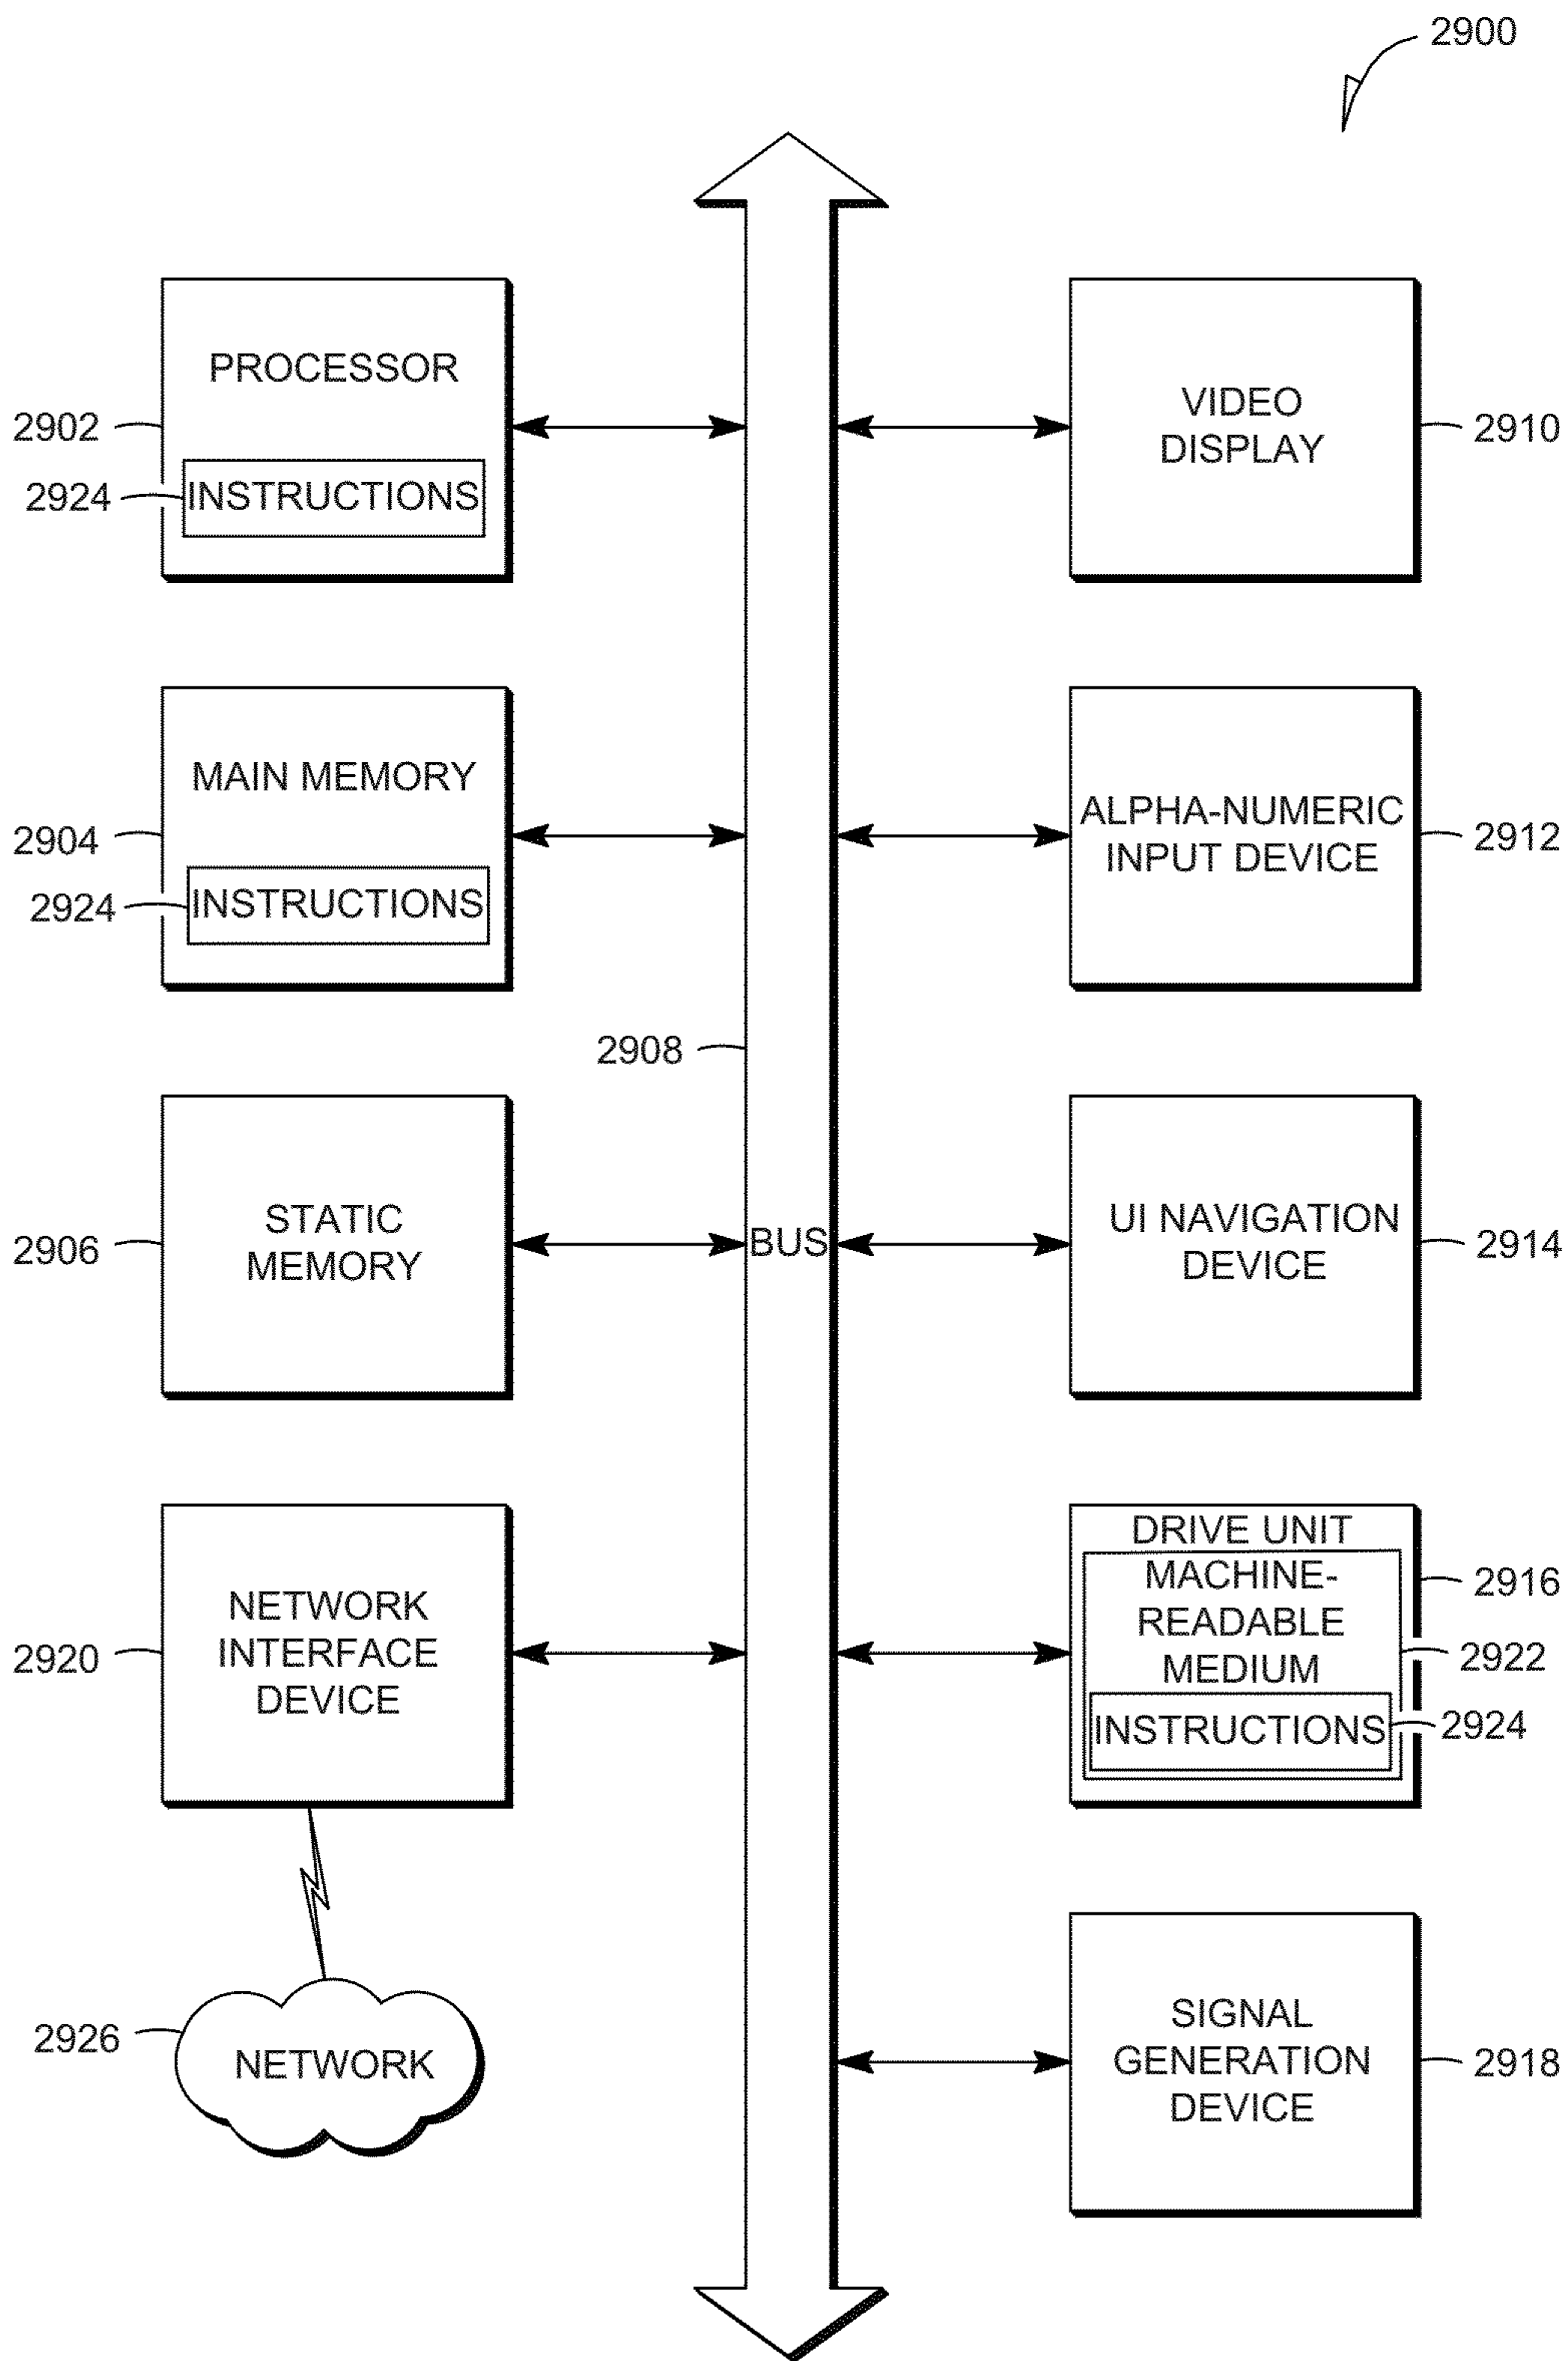 2900
PROCESSOR
2902
2924
INSTRUCTIONS
VIDEO
DISPLAY
2910
MAIN MEMORY
2904
2924
INSTRUCTIONS
ALPHA-NUMERIC
INPUT DEVICE
2912
2908
STATIC
MEMORY
2906
BUS
UI NAVIGATION
DEVICE
2914
NETWORK
INTERFACE
DEVICE
2920
DRIVE UNIT
MACHINE-
READABLE
MEDIUM
INSTRUCTIONS
2916
2922
2924
2926
NETWORK
SIGNAL
GENERATION
DEVICE
2918